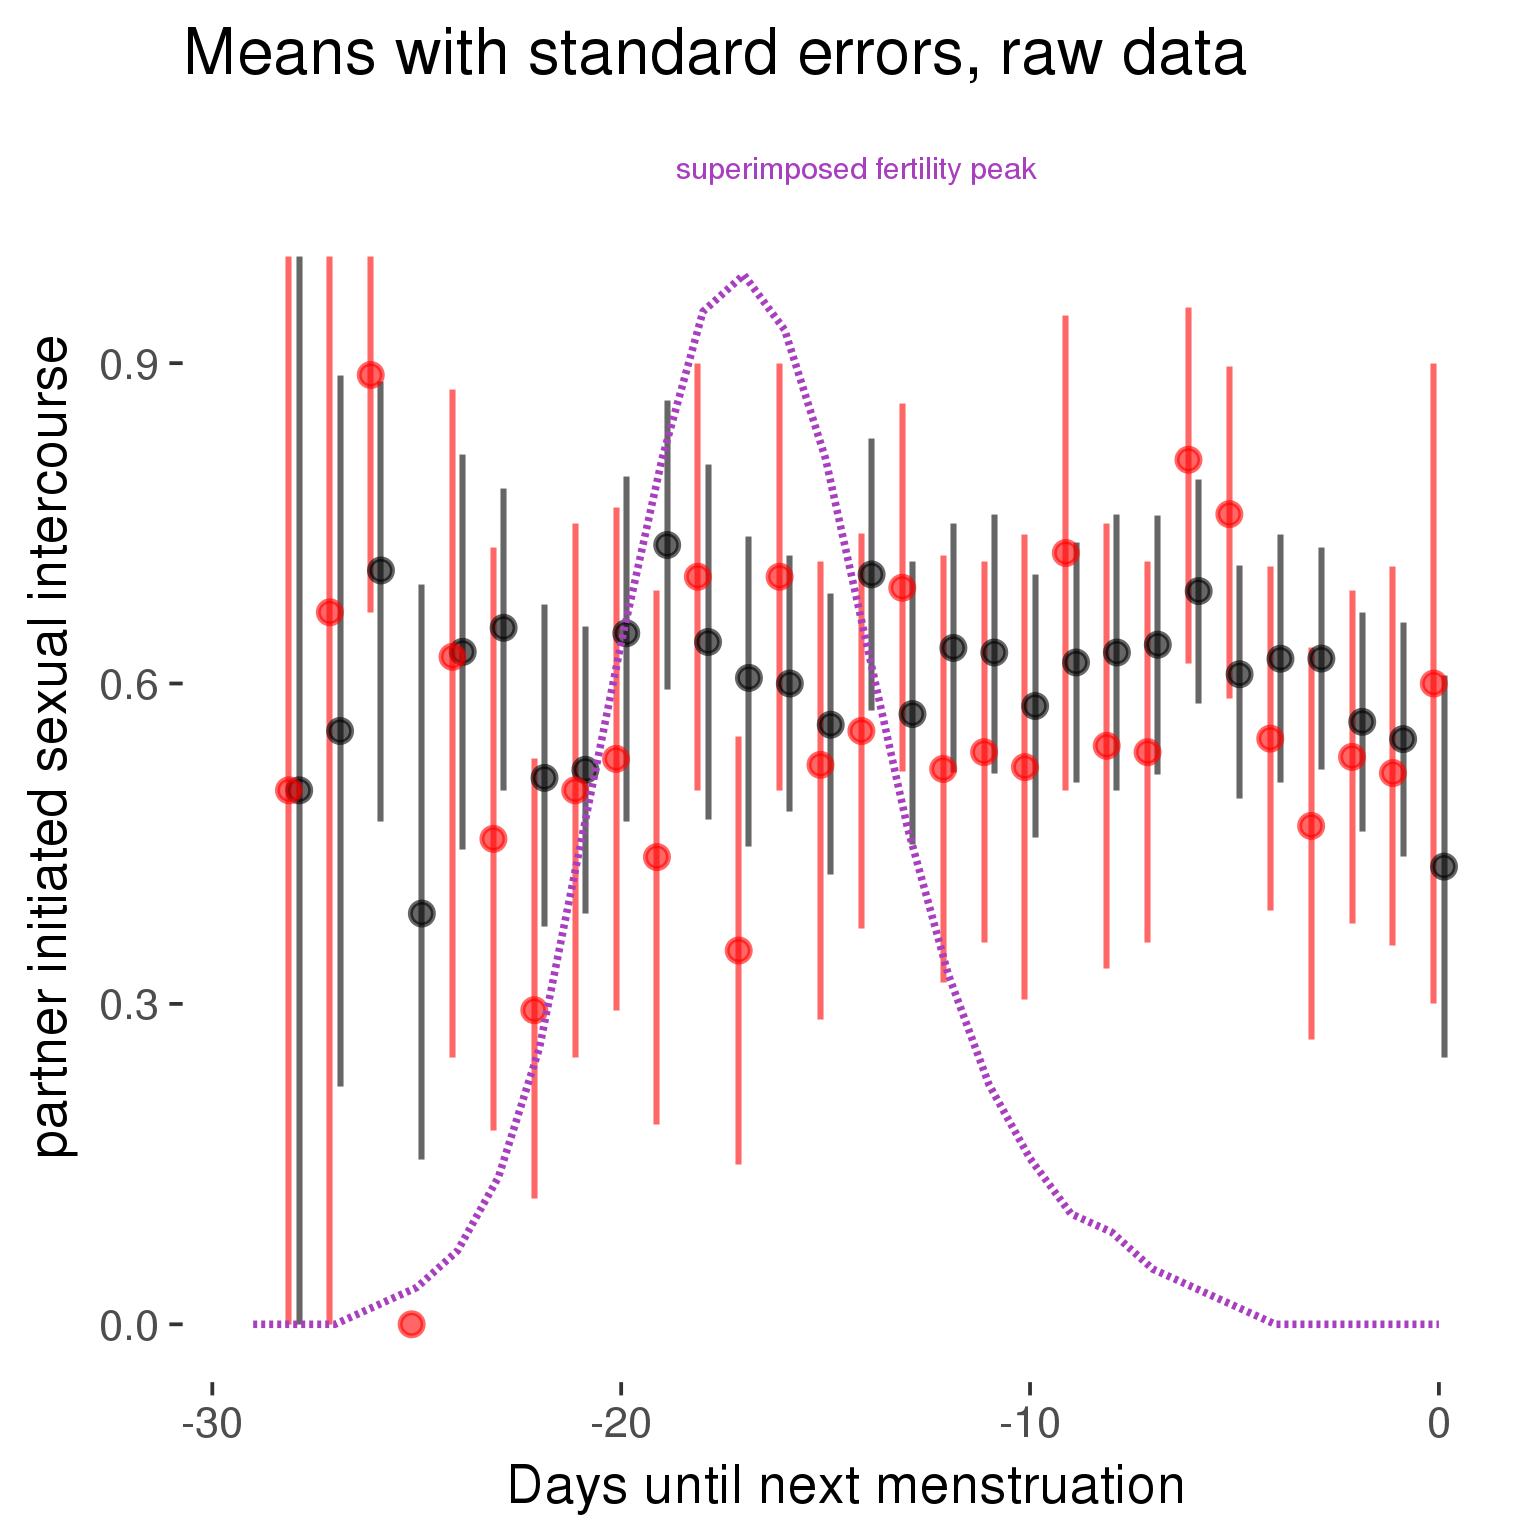 Means with standard errors, raw data
superimposed fertility peak
partner initiated sexual intercourse
0.9
0.6
0.3
0.0
-30
-20
-10
0
Days until next menstruation